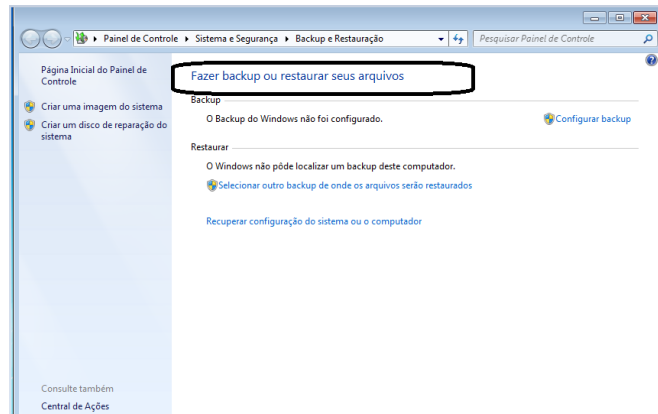 Painel de Controle ▸ Sistema e Segurança ▸ Backup e Restauração
Pesquisar Painel de Controle
Página Inicial do Painel de
Controle
Criar uma imagem do sistema
Criar um disco de reparação do
sistema
Fazer backup ou restaurar seus arquivos
Backup
O Backup do Windows não foi configurado.
Configurar backup
Restaurar
O Windows não pôde localizar um backup deste computador.
Selecionar outro backup de onde os arquivos serão restaurados
Recuperar configuração do sistema ou o computador
Consulte também
Central de Ações